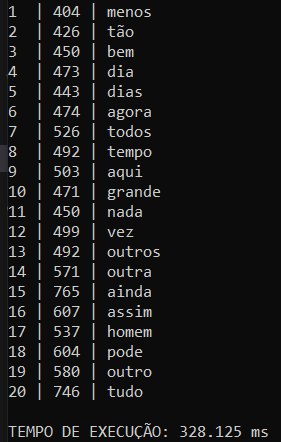 1 | 404 | menos
2 | 426 | tão
3 | 450 | bem
4 | 473 | dia
5 | 443 | dias
6 | 474 | agora
7 | 526 | todos
8 | 492 | tempo
9 | 503 | aqui
10 | 471 | grande
11 | 450 | nada
12 | 499 | vez
13 | 492 | outros
14 | 571 | outra
15 | 765 | ainda
16 | 607 | assim
17 | 537 | homem
18 | 604 | pode
19 | 580 | outro
20 | 746 | tudo
TEMPO DE EXECUÇÃO: 328.125 ms